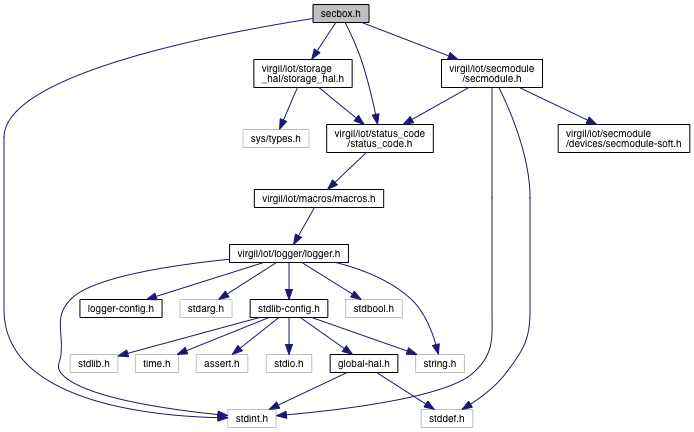 secbox.h
virgil/iot/storage
_hal/storage_hal.h
virgil/iot/secmodule
/secmodule.h
sys/types.h
virgil/iot/status_code
/status_code.h
virgil/iot/secmodule
/devices/secmodule-soft.h
virgil/iot/macros/macros.h
virgil/iot/logger/logger.h
logger-config.h
stdarg.h
stdlib-config.h
stdbool.h
stdlib.h
time.h
assert.h
stdio.h
global-hal.h
string.h
stdint.h
stddef.h